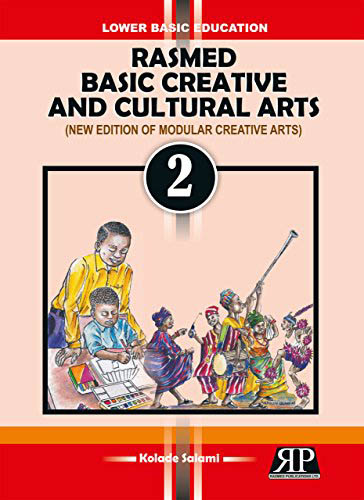 LOWER BASIC EDUCATION
RASMED
BASIC CREATIVE
AND CULTURAL ARTS
(NEW EDITION OF MODULAR CREATIVE ARTS)
2
Kolade Salami
RP
RASMED PUBLICATIONS LTD.